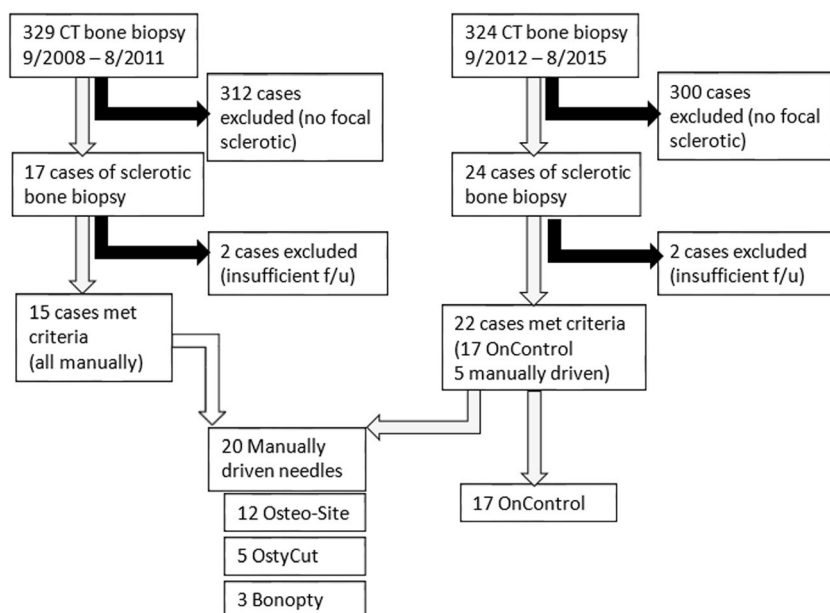 329 CT bone biopsy
9/2008 – 8/2011
312 cases
excluded (no focal
sclerotic)
17 cases of sclerotic
bone biopsy
2 cases excluded
(insufficient f/u)
15 cases met
criteria
(all manually)
324 CT bone biopsy
9/2012 – 8/2015
300 cases
excluded (no focal
sclerotic)
24 cases of sclerotic
bone biopsy
2 cases excluded
(insufficient f/u)
22 cases met criteria
(17 OnControl
5 manually driven)
20 Manually
driven needles
12 Osteo-Site
5 OstyCut
3 Bonopty
17 OnControl